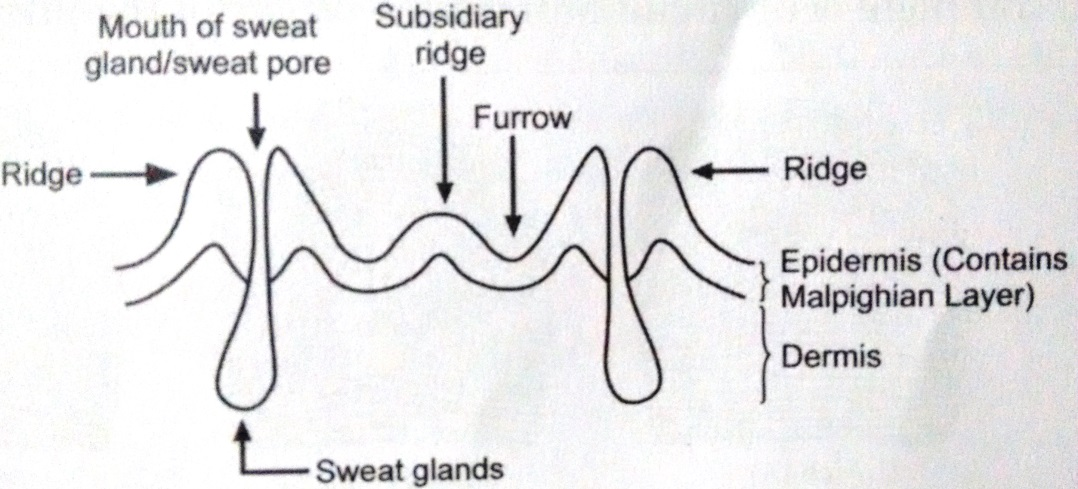 Mouth of sweat
gland/sweat pore
Subsidiary
ridge
Furrow
Ridge
Ridge
Epidermis (Contains
Malpighian Layer)
Dermis
Sweat glands